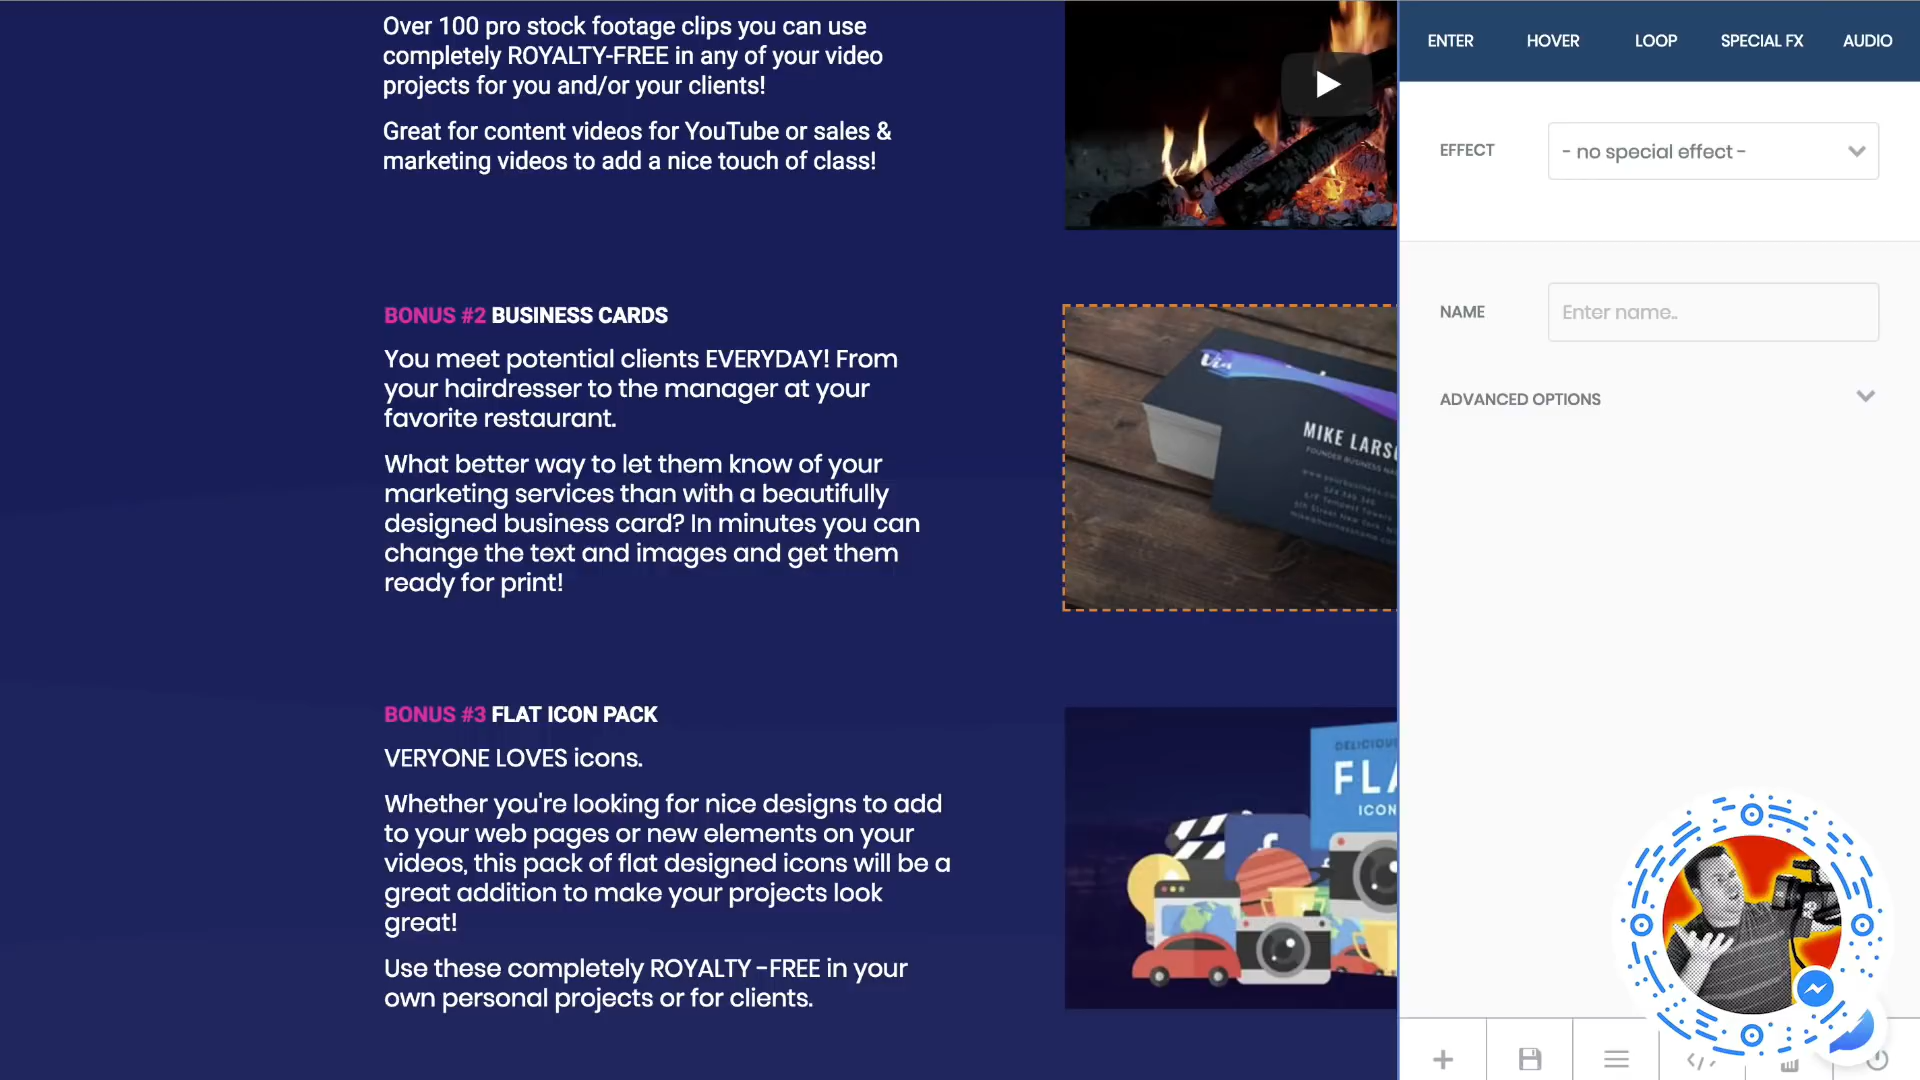 Over 100 pro stock footage clips you can use
completely ROYALTY-FREE in any of your video
projects for you and/or your clients!
Great for content videos for YouTube or sales &
marketing videos to add a nice touch of class!
BONUS #2 BUSINESS CARDS
You meet potential clients EVERYDAY! From
your hairdresser to the manager at your
favorite restaurant.
What better way to let them know of your
marketing services than with a beautifully
designed business card? In minutes you can
change the text and images and get them
ready for print!
MIKE LARSO
FOUNDER BUSINESS NA
BONUS #3 FLAT ICON PACK
VERYONE LOVES icons.
Whether you're looking for nice designs to add
to your web pages or new elements on your
videos, this pack of flat designed icons will be a
great addition to make your projects look
great!
Use these completely ROYALTY -FREE in your
own personal projects or for clients.
DELICIOU
FLA
ICON
ENTER
HOVER
LOOP
SPECIAL FX
AUDIO
EFFECT
- no special effect -
NAME
Enter name..
ADVANCED OPTIONS